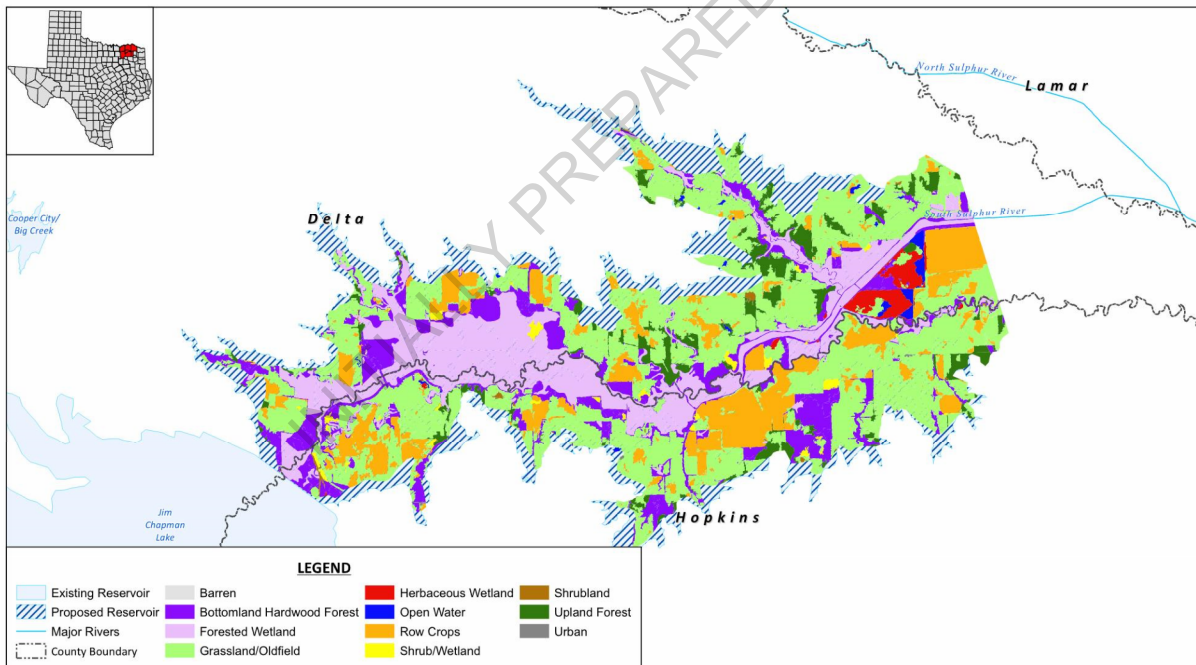 INITIALLY PREPARED
North Sulphur River
Lamar
Cooper City/
Big Creek
Delta
South Sulphur River
Jim
Chapman
Lake
Hopkins
LEGEND
Existing Reservoir
Proposed Reservoir
Major Rivers
County Boundary
Barren
Bottomland Hardwood Forest
Forested Wetland
Grassland/Oldfield
Herbaceous Wetland
Open Water
Row Crops
Shrub/Wetland
Shrubland
Upland Forest
Urban